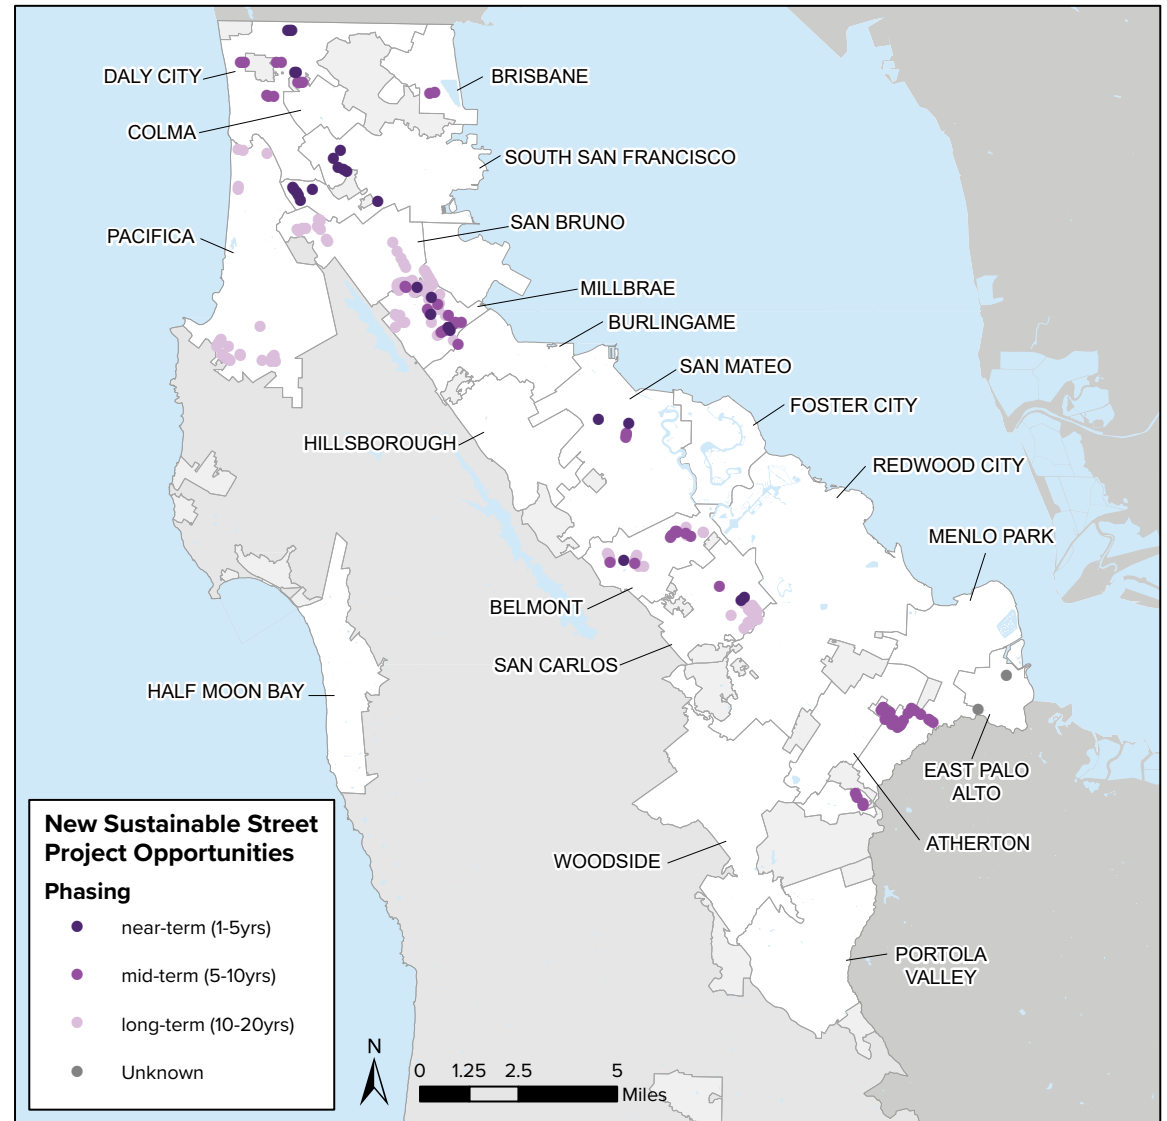 DALY CITY
BRISBANE
COLMA
SOUTH SAN FRANCISCO
SAN BRUNO
PACIFICA
MILLBRAE
BURLINGAME
SAN MATEO
FOSTER CITY
HILLSBOROUGH
REDWOOD CITY
MENLO PARK
BELMONT
SAN CARLOS
HALF MOON BAY
EAST PALO
ALTO
ATHERTON
WOODSIDE
PORTOLA
VALLEY
New Sustainable Street
Project Opportunities
Phasing
near-term (1-5yrs)
mid-term (5-10yrs)
long-term (10-20yrs)
Unknown
N
0 1.25 2.5 5
Miles